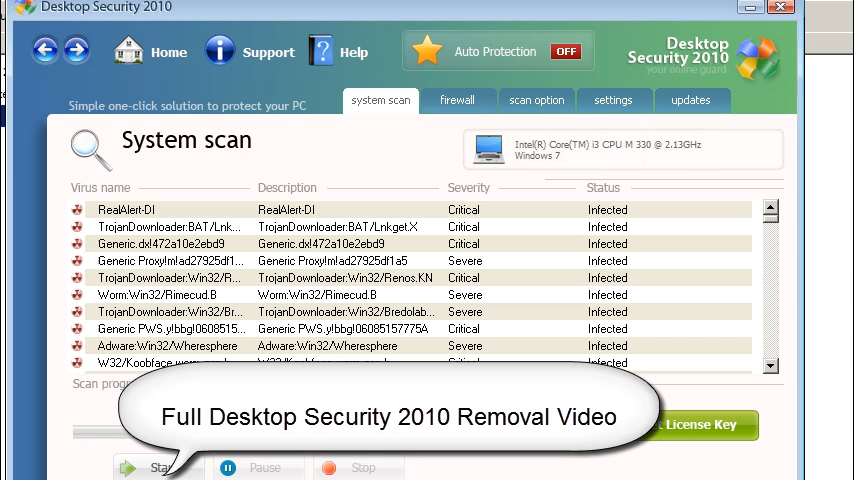 Desktop Security 2010
Home Support Help Auto Protection OFF
Desktop
Security 2010
your online guard
Simple one-click solution to protect your PC
system scan firewall scan option settings updates
System scan
Intel(R) Core(TM) i3 CPU M 330 @ 2.13GHz
Windows 7
Virus name Description Severity Status
RealAlert-DI RealAlert-DI Critical Infected
TrojanDownloader:BAT/Lnk... TrojanDownloader:BAT/Lnkget.X Critical Infected
Generic.dx!472a10e2ebd9 Generic.dx!472a10e2ebd9 Critical Infected
Generic Proxy!m!ad27925df1... Generic Proxy!m!ad27925df1a5 Severe Infected
TrojanDownloader:Win32/R... TrojanDownloader:Win32/Renos.KN Critical Infected
Worm:Win32/Rimecud.B Worm:Win32/Rimecud.B Severe Infected
TrojanDownloader:Win32/Br... TrojanDownloader:Win32/Bredolab... Severe Infected
Generic PWS.y!bbg!0608515... Generic PWS.y!bbg!06085157775A Critical Infected
Adware:Win32/Wheresphere Adware:Win32/Wheresphere Severe Infected
Infected
Scan
Full Desktop Security 2010 Removal Video
License Key
Pause Stop